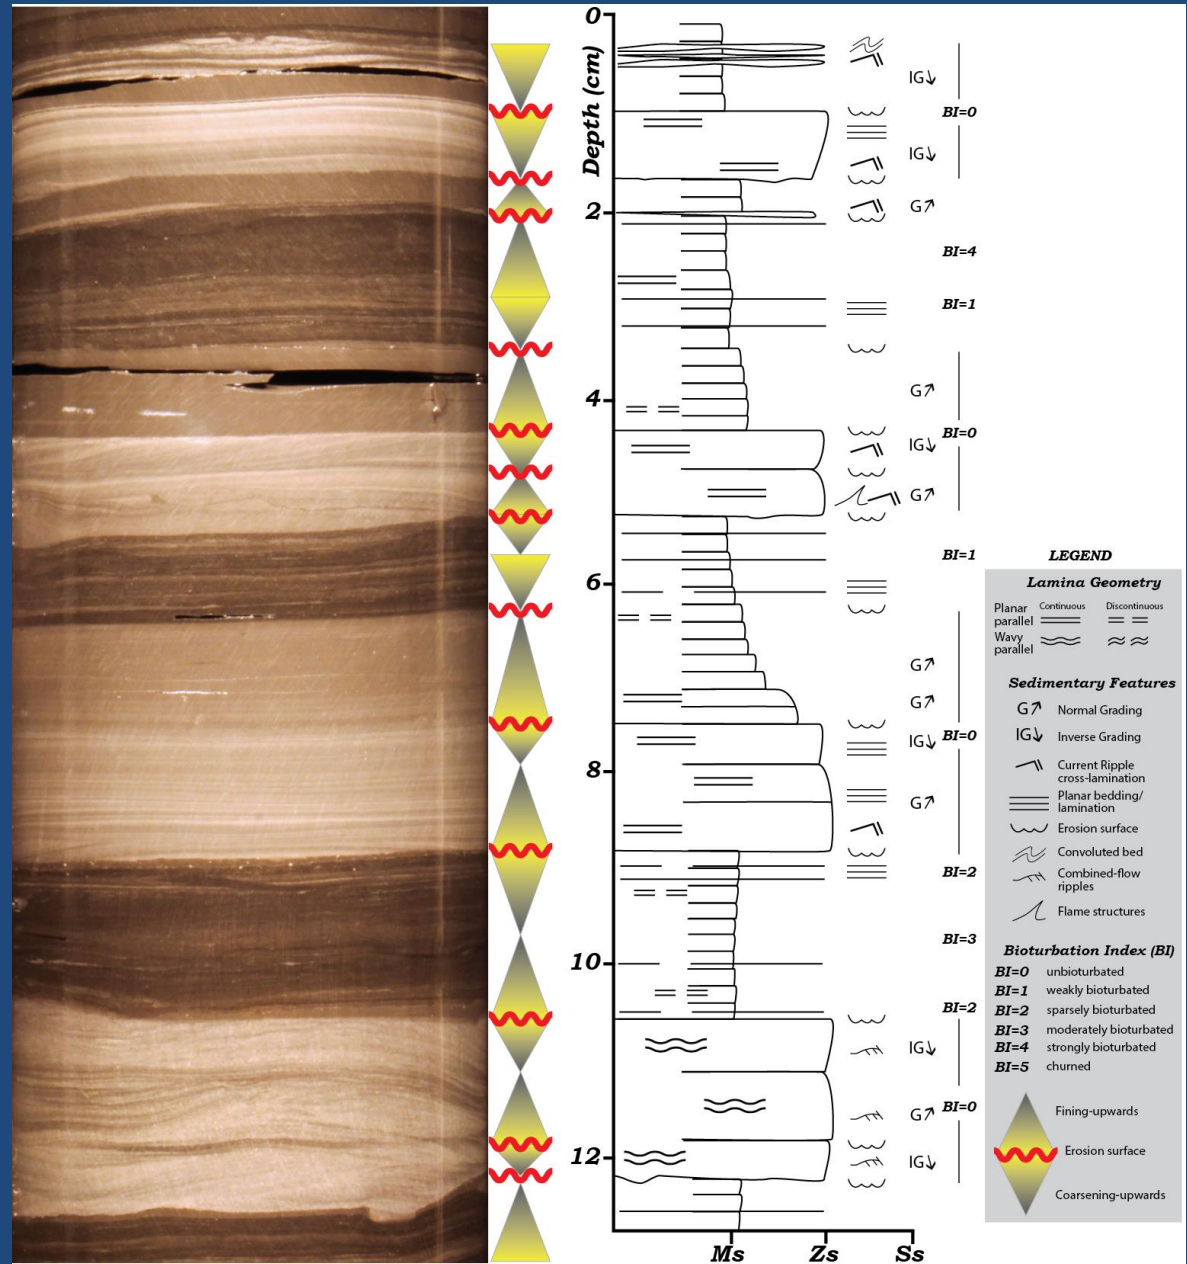 0
2
4
6
8
10
12
Depth (cm)
Ms Zs Ss
IG
BI=0
IG
G
BI=4
BI=1
G
BI=0
IG
G
BI=1
G
G
BI=0
IG
G
BI=2
BI=3
BI=2
IG
BI=0
G
IG
LEGEND
Lamina Geometry
Continuous Discontinuous
Planar parallel
Wavy parallel
Sedimentary Features
G Normal Grading
IG Inverse Grading
Current Ripple
cross-lamination
Planar bedding/
lamination
Erosion surface
Convoluted bed
Combined-flow
ripples
Flame structures
Bioturbation Index (BI)
BI=0 unbioturbated
BI=1 weakly bioturbated
BI=2 sparsely bioturbated
BI=3 moderately bioturbated
BI=4 strongly bioturbated
BI=5 churned
Fining-upwards
Erosion surface
Coarsening-upwards